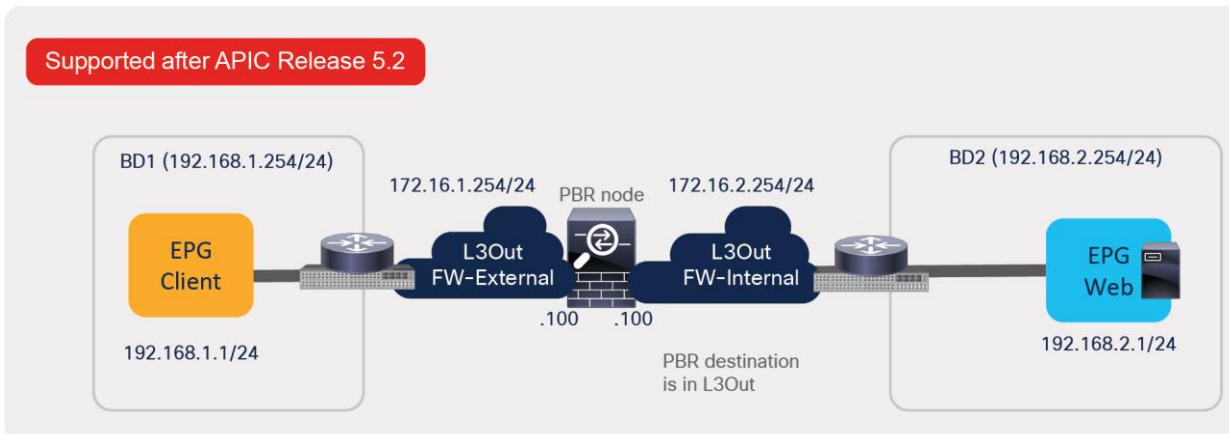 Supported after APIC Release 5.2
BD1 (192.168.1.254/24)
BD2 (192.168.2.254/24)
172.16.1.254/24
PBR node
172.16.2.254/24
EPG
Client
L3Out
FW-External
L3Out
FW-Internal
EPG
Web
.100
.100
192.168.1.1/24
192.168.2.1/24
PBR destination
is in L3Out